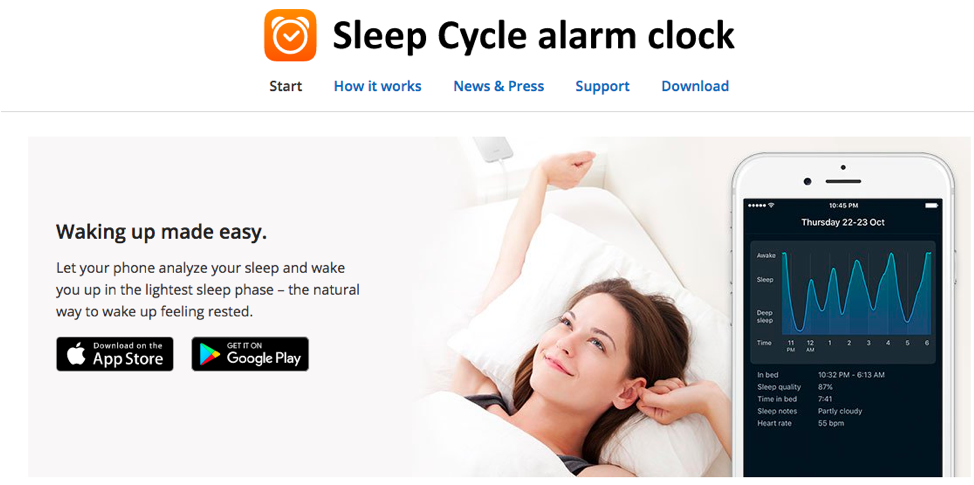 Sleep Cycle alarm clock
Start How it works News & Press Support Download
Waking up made easy.
Let your phone analyze your sleep and wake
you up in the lightest sleep phase – the natural
way to wake up feeling rested.
Download on the
App Store
GET IT ON
Google Play
10:45 PM
Thursday 22-23 Oct
Awake
Sleep
Deep
sleep
Time 11 12 1 2 3 4 5 6
PM AM
In bed 10:32 PM - 6:13 AM
Sleep quality 87%
Time in bed 7:41
Sleep notes Partly cloudy
Heart rate 55 bpm